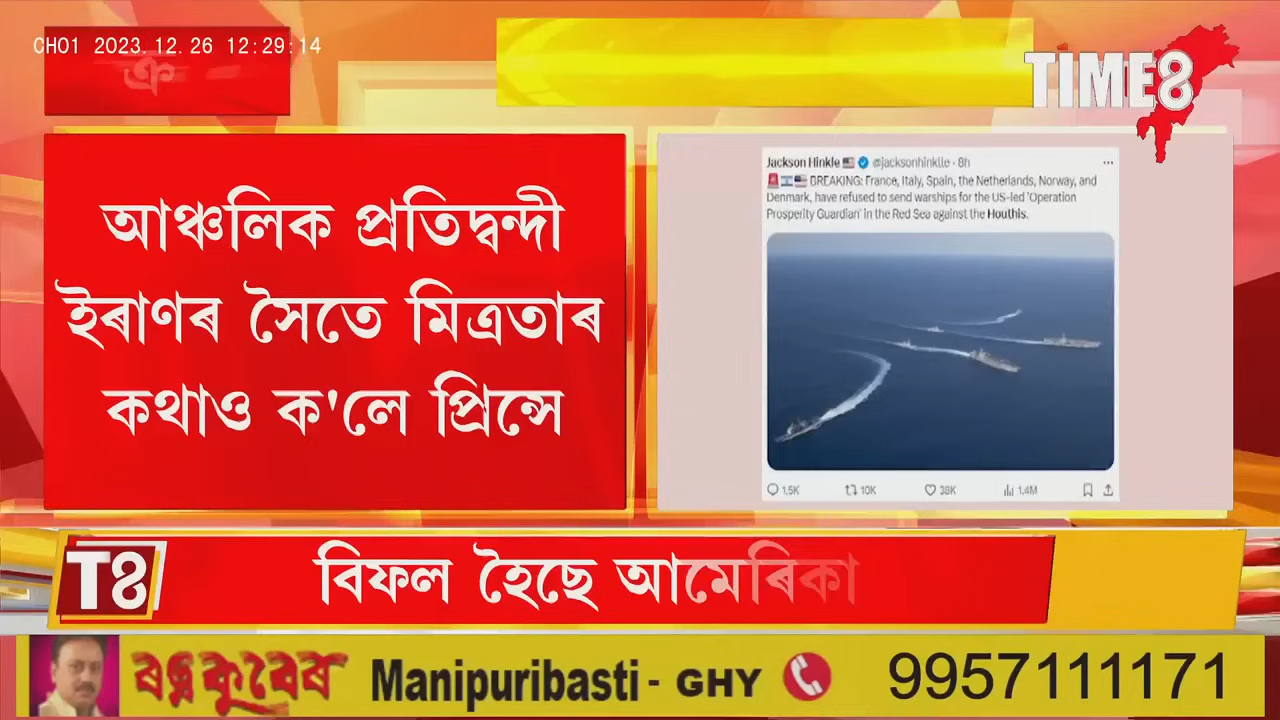 CH01 2023.12.26 12:29:14
TIME8
আঞ্চলিক প্ৰতিদ্বন্দী
ইৰাণৰ সৈতে মিত্ৰতাৰ
কথাও ক'লে প্ৰিন্সে
Jackson Hinkle @jacksonhinklle · 8h
BREAKING: France, Italy, Spain, the Netherlands, Norway, and
Denmark, have refused to send warships for the US-led 'Operation
Prosperity Guardian' in the Red Sea against the Houthis.
1.5K 10K 38K 1.4M
T8
বিফল হৈছে আমেৰিকা
ৰত্ন কুবেৰ Manipuribasti - GHY 9957111171